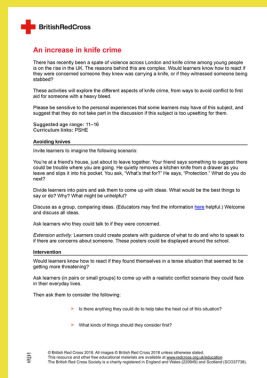 BritishRedCross
An increase in knife crime
There has recently been a spate of violence across London and knife crime among young people
is on the rise in the UK. The reasons behind this are complex. Would learners know how to react if
they were concerned someone they knew was carrying a knife, or if they witnessed someone being
stabbed?
These activities will explore the different aspects of knife crime, from ways to avoid conflict to first
aid for someone with a heavy bleed.
Please be sensitive to the personal experiences that some learners may have of this subject, and
suggest that they do not take part in the discussion if this subject is too upsetting for them.
Suggested age range: 11–16
Curriculum links: PSHE
Avoiding knives
Invite learners to imagine the following scenario:
You're at a friend's house, just about to leave together. Your friend says something to suggest there
could be trouble where you are going. He quietly removes a kitchen knife from a drawer as you
leave and slips it into his pocket. You ask, "What's that for?" He says, "Protection." What do you do
next?
Divide learners into pairs and ask them to come up with ideas. What would be the best things to
say or do? Why? What might be unhelpful?
Discuss as a group, comparing ideas. (Educators may find the information here helpful.) Welcome
and discuss all ideas.
Ask learners who they could talk to if they were concerned.
Extension activity: Learners could create posters with guidance of what to do and who to speak to
if there are concerns about someone. These posters could be displayed around the school.
Intervention
Would learners know how to react if they found themselves in a tense situation that seemed to be
getting more threatening?
Ask learners (in pairs or small groups) to come up with a realistic conflict scenario they could face
in their everyday lives.
Then ask them to consider the following:
> Is there anything they could do to help take the heat out of this situation?
> What kinds of things should they consider first?
© British Red Cross 2018. All images © British Red Cross 2018 unless otherwise stated.
This resource and other free educational materials are available at www.redcross.org.uk/education
The British Red Cross Society is a charity registered in England and Wales (220949) and Scotland (SC037738).